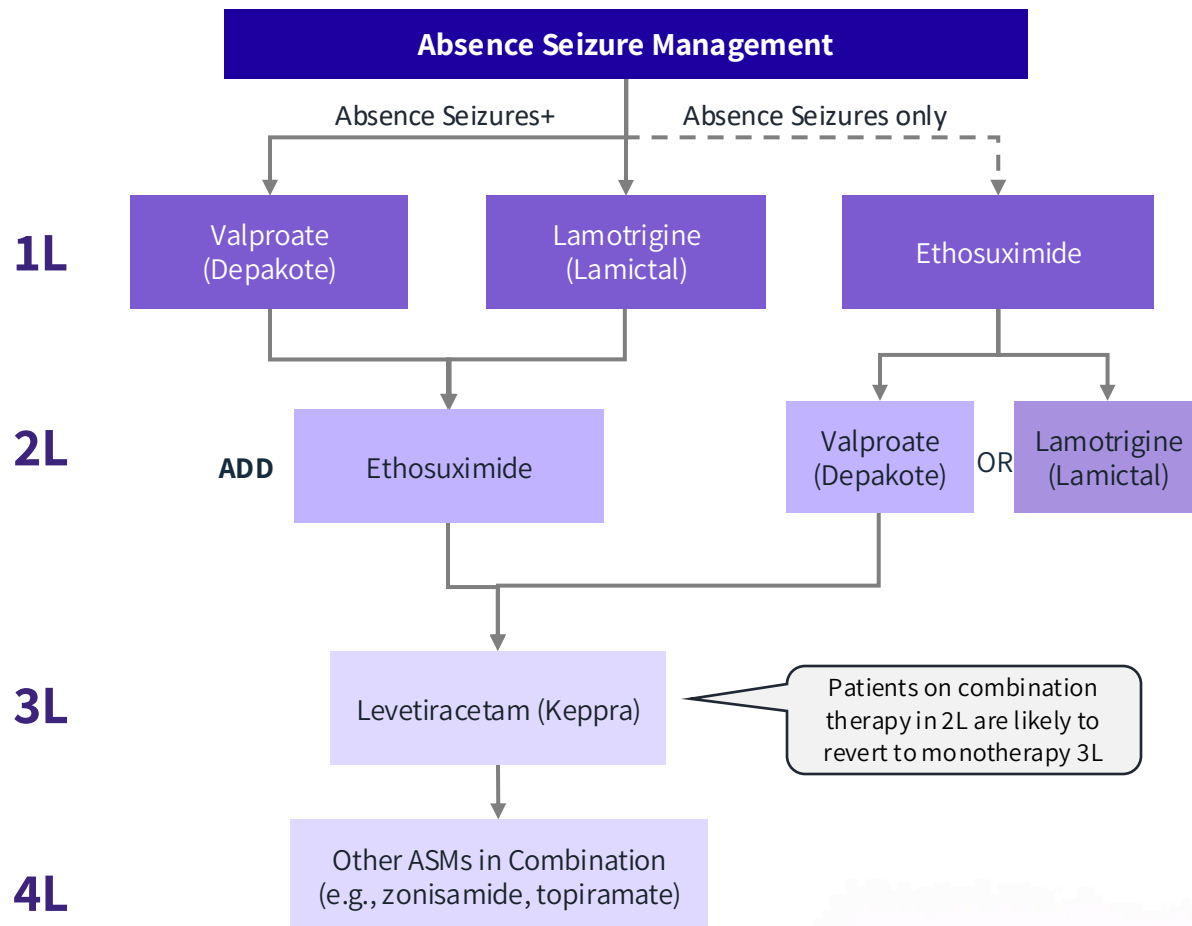 Absence Seizure Management
Absence Seizures+
Absence Seizures only
1L
Valproate
(Depakote)
Lamotrigine
(Lamictal)
Ethosuximide
2L
ADD
Ethosuximide
Valproate
(Depakote)
OR
Lamotrigine
(Lamictal)
3L
Levetiracetam (Keppra)
Patients on combination
therapy in 2L are likely to
revert to monotherapy 3L
4L
Other ASMs in Combination
(e.g., zonisamide, topiramate)